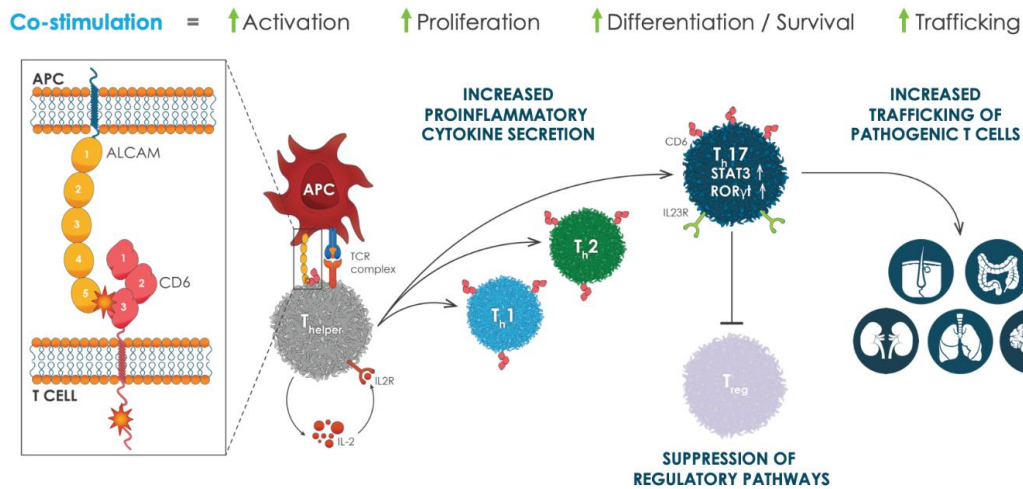 Co-stimulation = ↑ Activation ↑ Proliferation ↑ Differentiation / Survival ↑ Trafficking
APC
1
ALCAM
2
3
4
5
1
2
CD6
3
T CELL
APC
TCR
complex
Thelper
IL2R
IL-2
INCREASED
PROINFLAMMATORY
CYTOKINE SECRETION
Th1
Th2
CD6
Th17
STAT3 ↑
RORγt ↑
IL23R
Treg
SUPPRESSION OF
REGULATORY PATHWAYS
INCREASED
TRAFFICKING OF
PATHOGENIC T CELLS